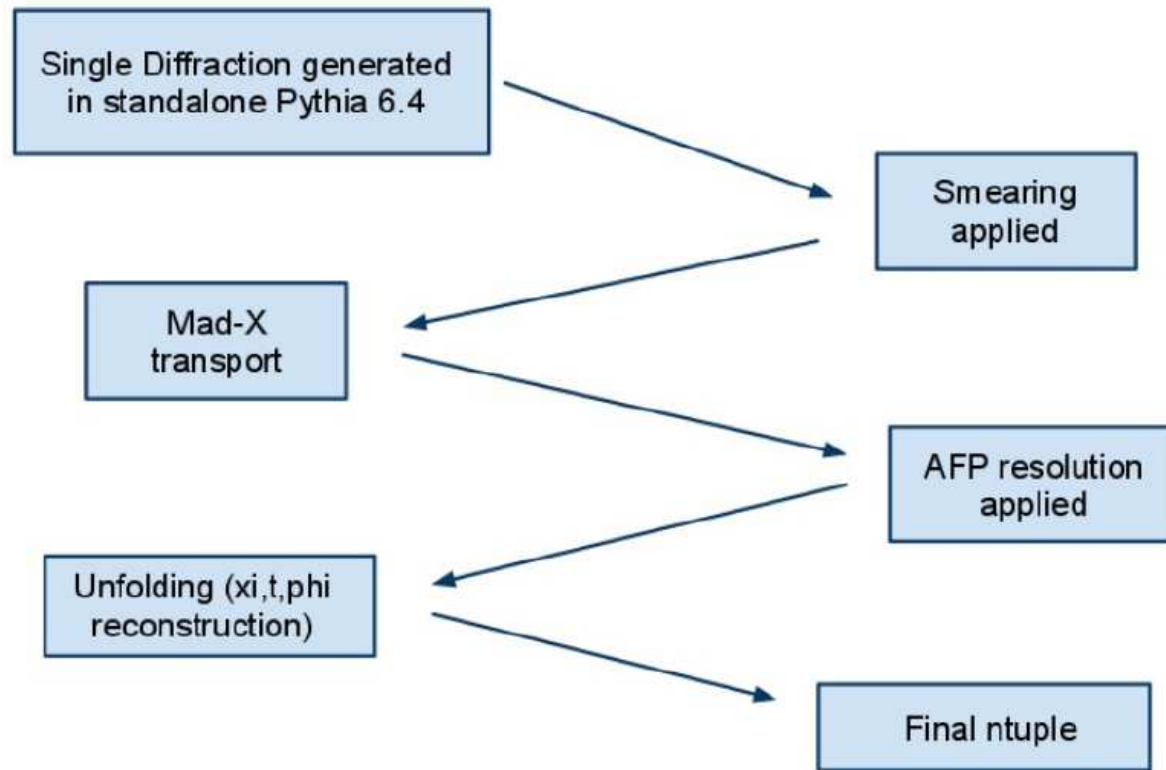 Single Diffraction generated
in standalone Pythia 6.4
Smearing
applied
Mad-X
transport
AFP resolution
applied
Unfolding (xi,t,phi
reconstruction)
Final ntuple